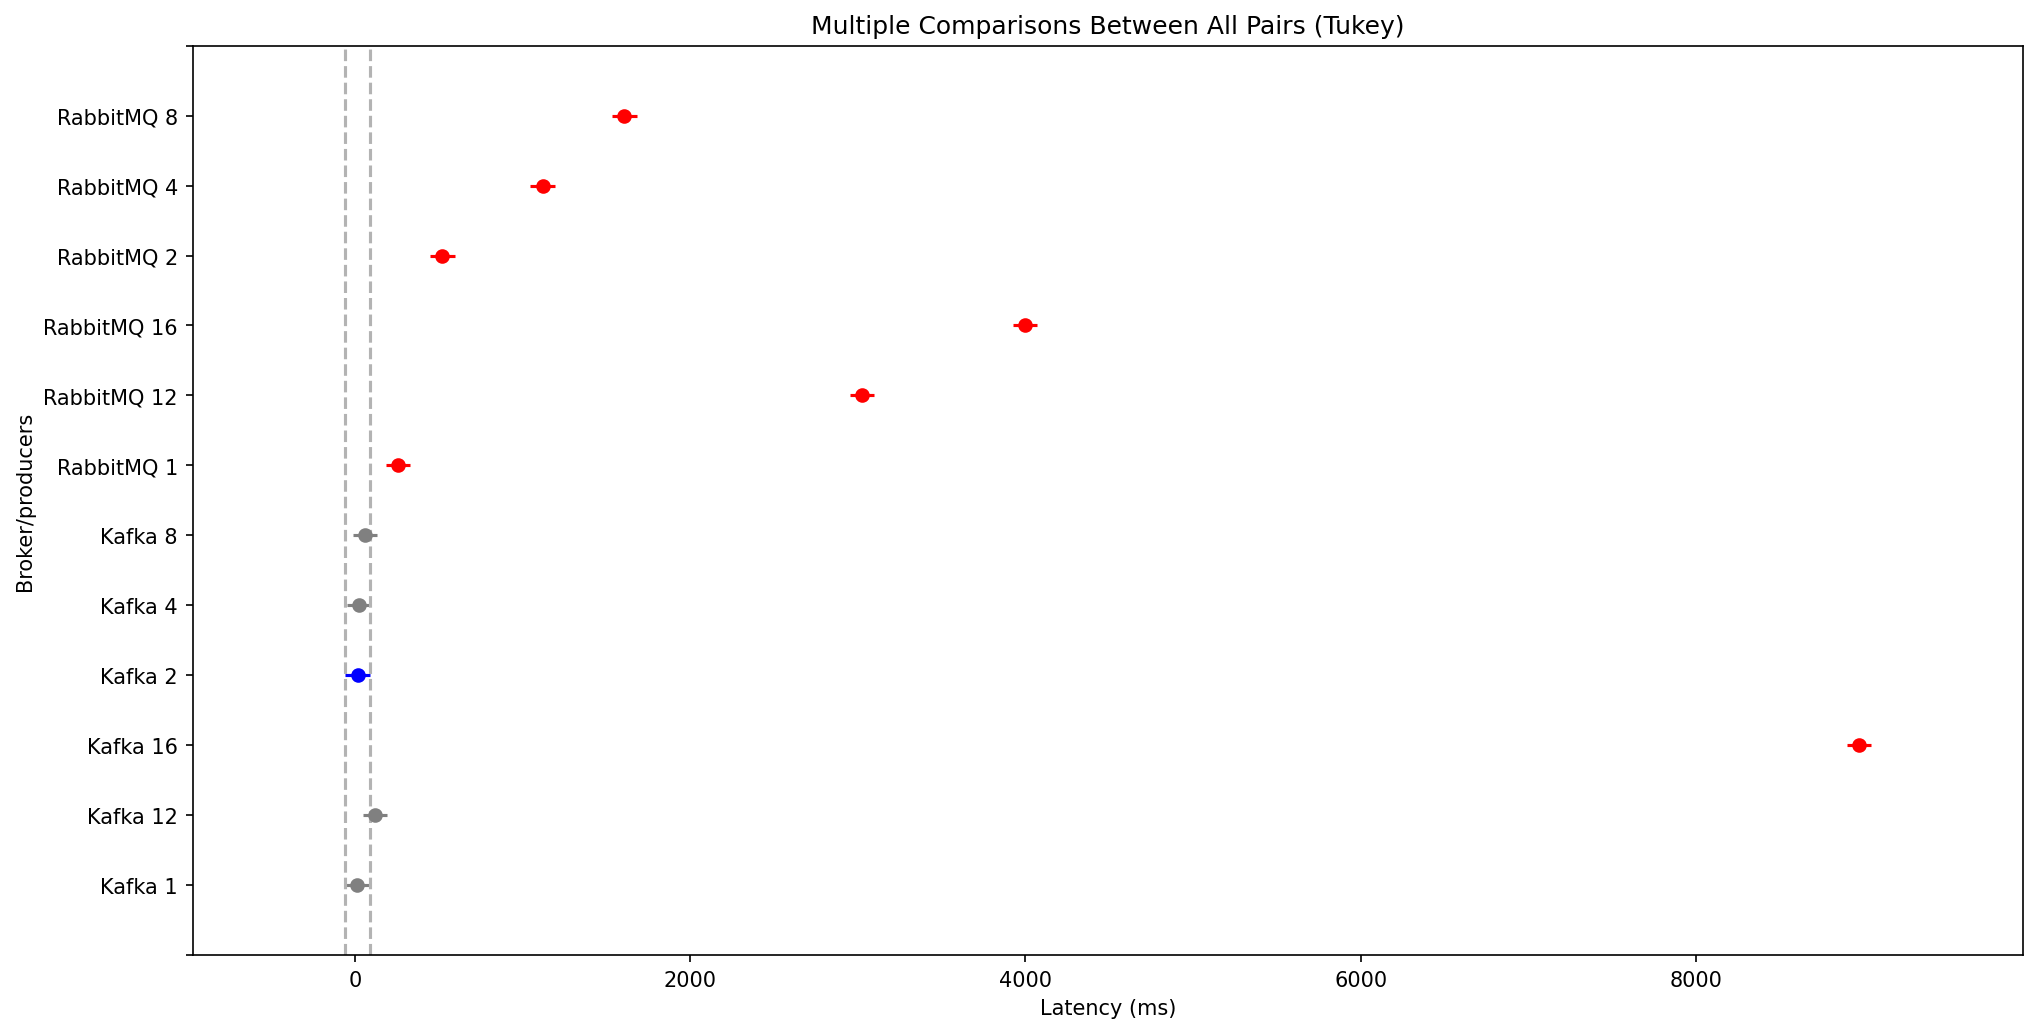 Multiple Comparisons Between All Pairs (Tukey)
RabbitMQ 8
RabbitMQ 4
RabbitMQ 2
RabbitMQ 16
RabbitMQ 12
RabbitMQ 1
Kafka 8
Kafka 4
Kafka 2
Kafka 16
Kafka 12
Kafka 1
Broker/producers
0 2000 4000 6000 8000
Latency (ms)